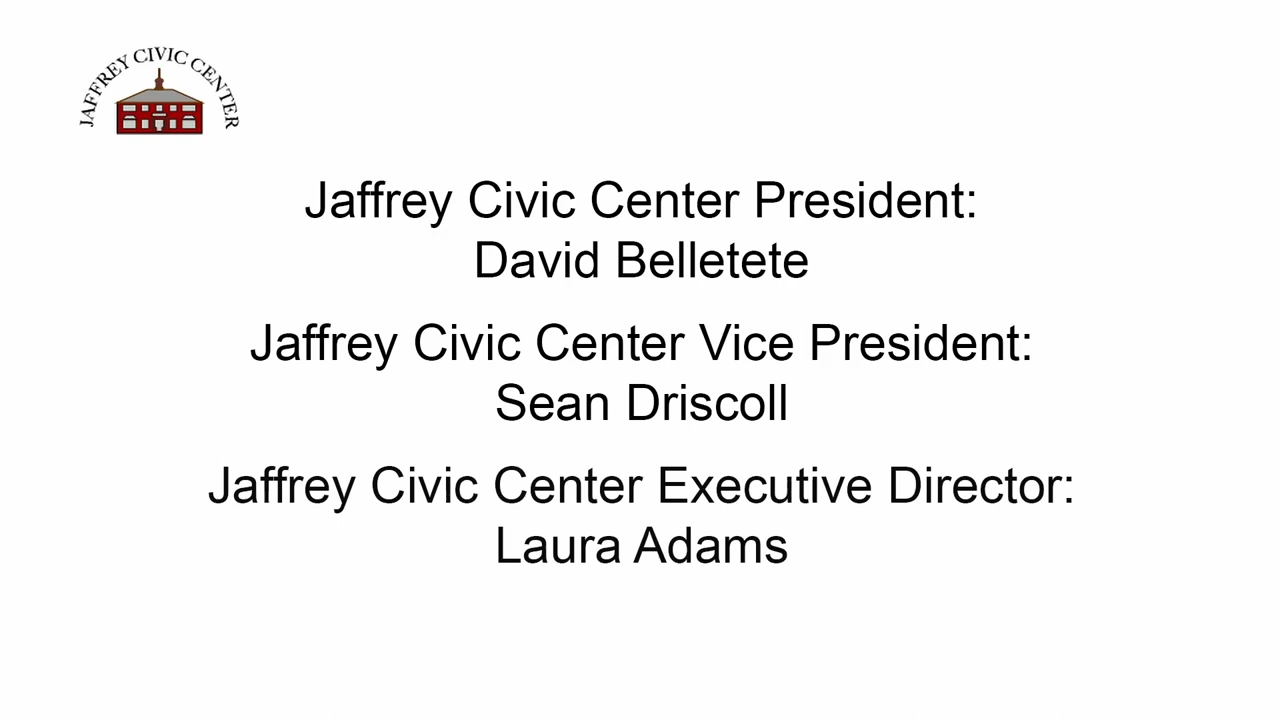 JAFFREY CIVIC CENTER
Jaffrey Civic Center President:
David Belletete
Jaffrey Civic Center Vice President:
Sean Driscoll
Jaffrey Civic Center Executive Director:
Laura Adams